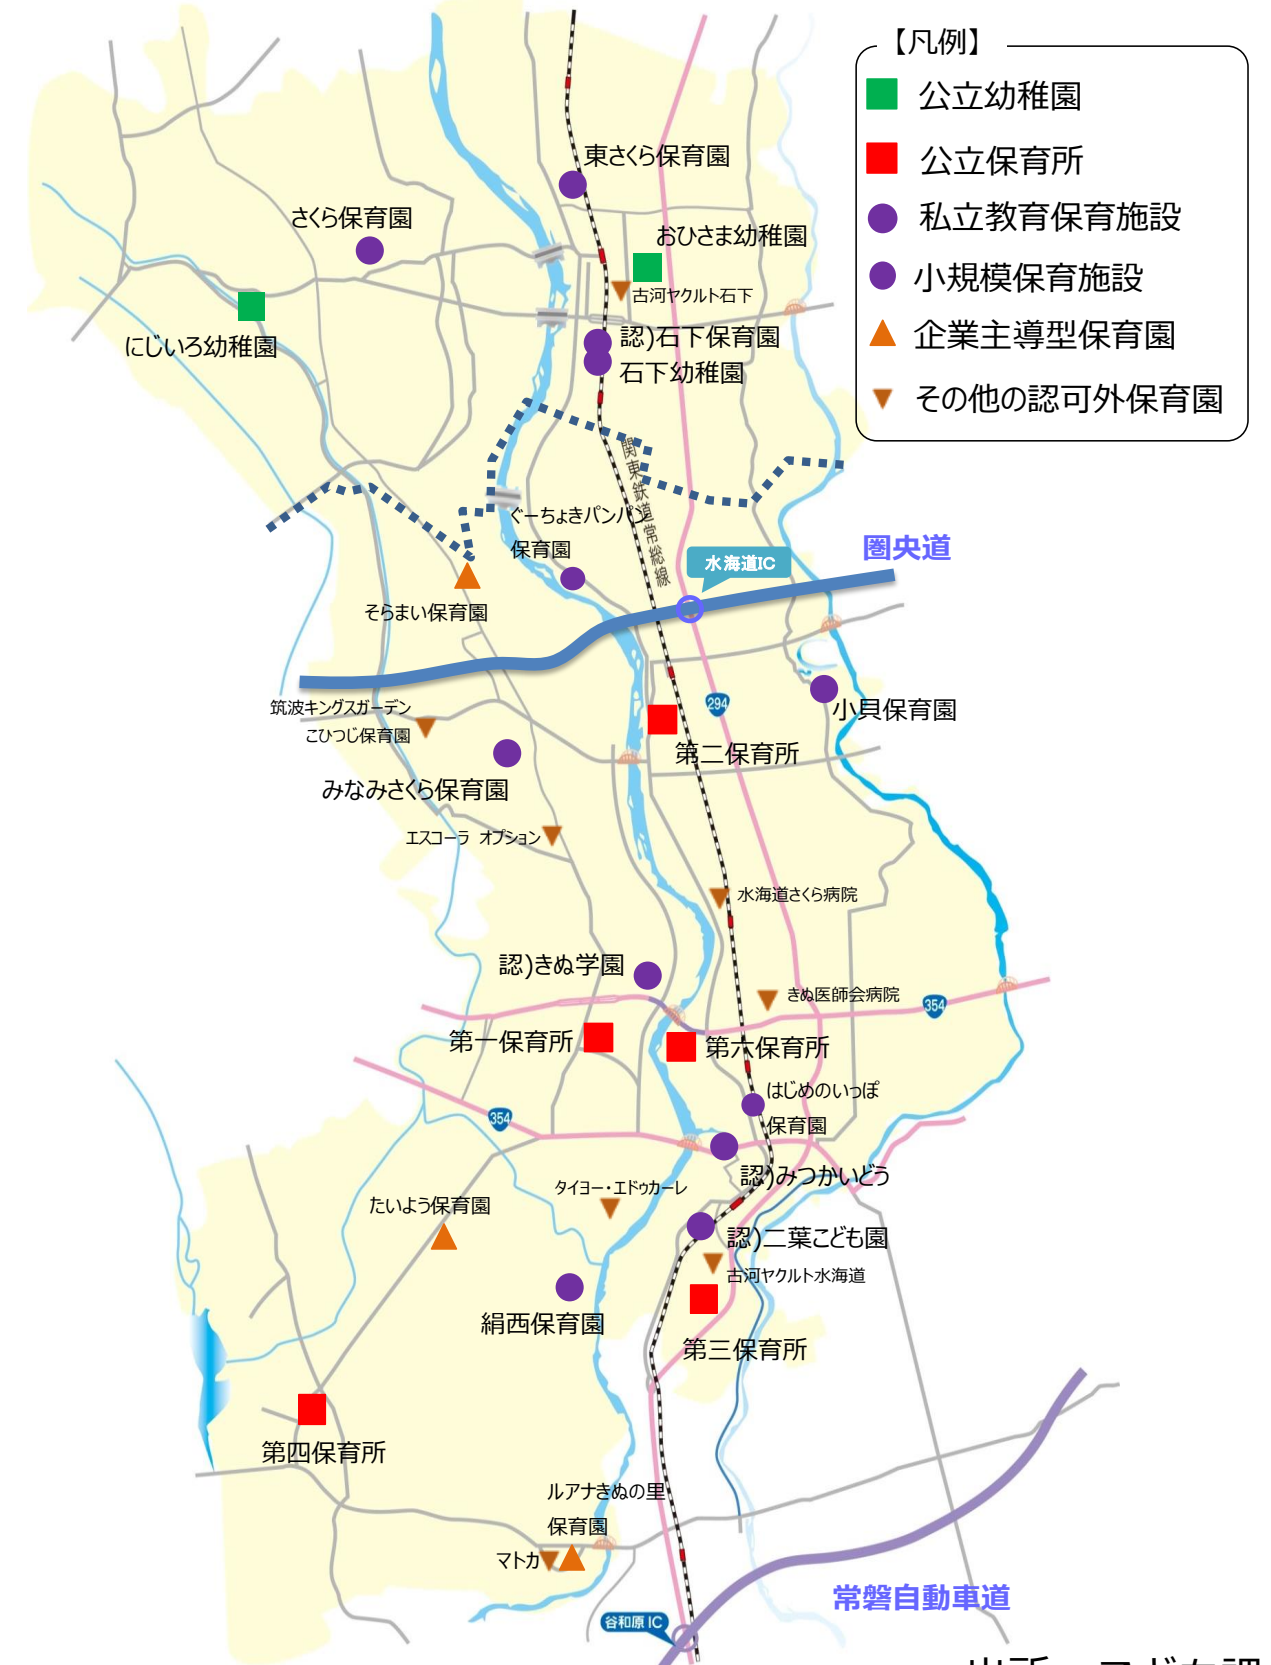 【凡例】
公立幼稚園
公立保育所
私立教育保育施設
小規模保育施設
企業主導型保育園
その他の認可外保育園
東さくら保育園
さくら保育園
おひさま幼稚園
古河ヤクルト石下
にじいろ幼稚園
認)石下保育園
石下幼稚園
関東鉄道常総線
ぐーちょきパンパン
保育園
圏央道
水海道IC
そらまい保育園
294
小貝保育園
筑波キングスガーデン
こひつじ保育園
第二保育所
みなみさくら保育園
エスコーラ オプション
水海道さくら病院
認)きぬ学園
きぬ医師会病院
354
第一保育所
第六保育所
はじめのいっぽ
保育園
354
認)みつかいどう
タイヨー・エドゥカーレ
たいよう保育園
認)二葉こども園
古河ヤクルト水海道
絹西保育園
第三保育所
第四保育所
ルアナきぬの里
保育園
マトカ
常磐自動車道
谷和原IC